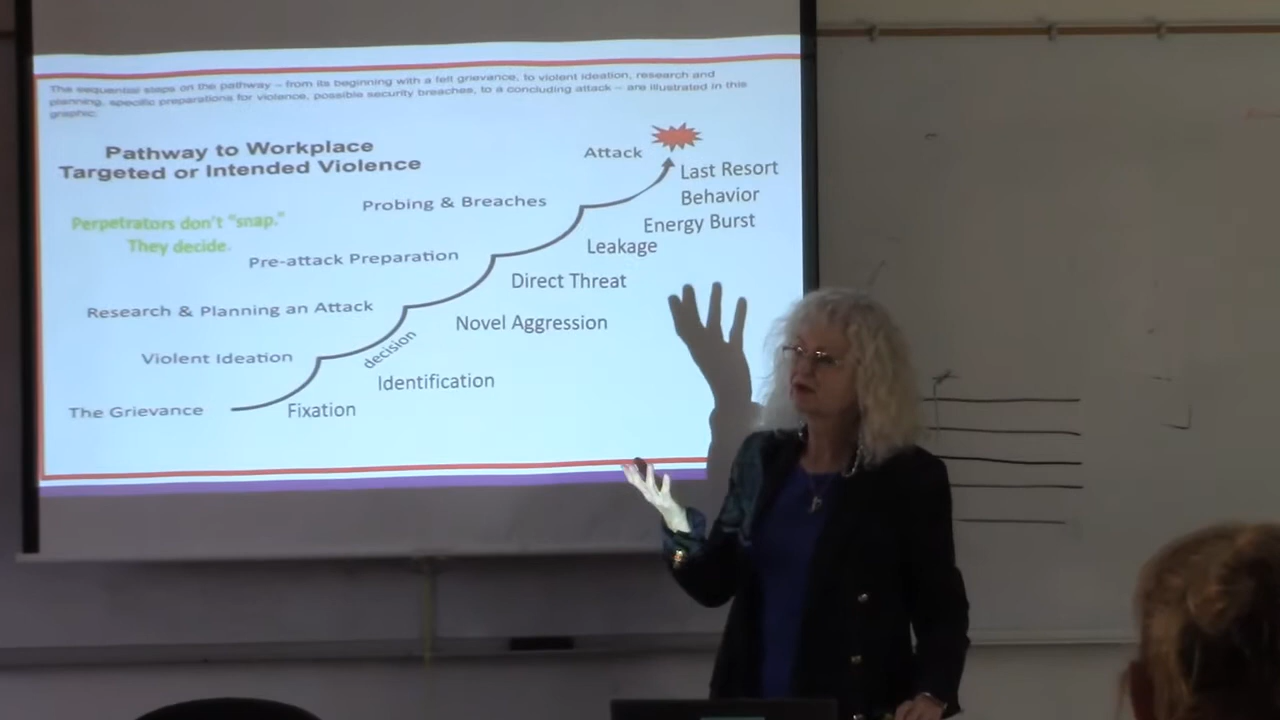 The sequential steps on the pathway – from its beginning with a felt grievance, to violent ideation, research and
planning, specific preparations for violence, possible security breaches, to a concluding attack – are illustrated in this
graphic.
Pathway to Workplace
Targeted or Intended Violence
Perpetrators don't "snap."
They decide.
Attack
Last Resort
Behavior
Probing & Breaches
Energy Burst
Leakage
Pre-attack Preparation
Direct Threat
Research & Planning an Attack
Novel Aggression
decision
Violent Ideation
Identification
The Grievance
Fixation